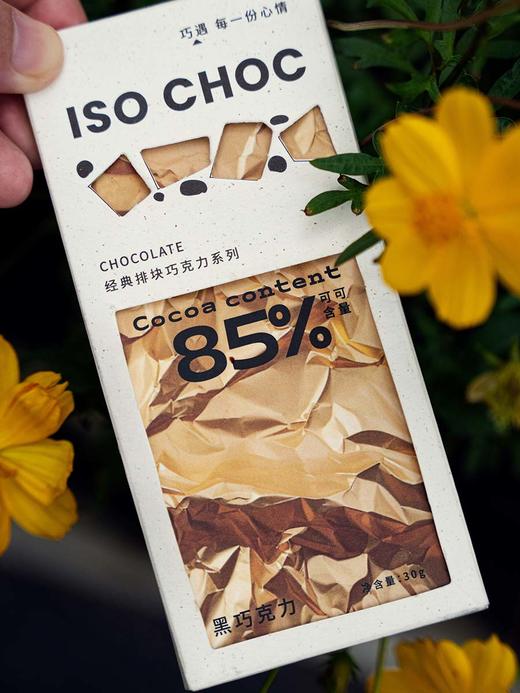 巧遇 每一份心情
ISO CHOC
CHOCOLATE
经典排块巧克力系列
Cocoa content
85%
可可
含量
净含量:30g
黑巧克力